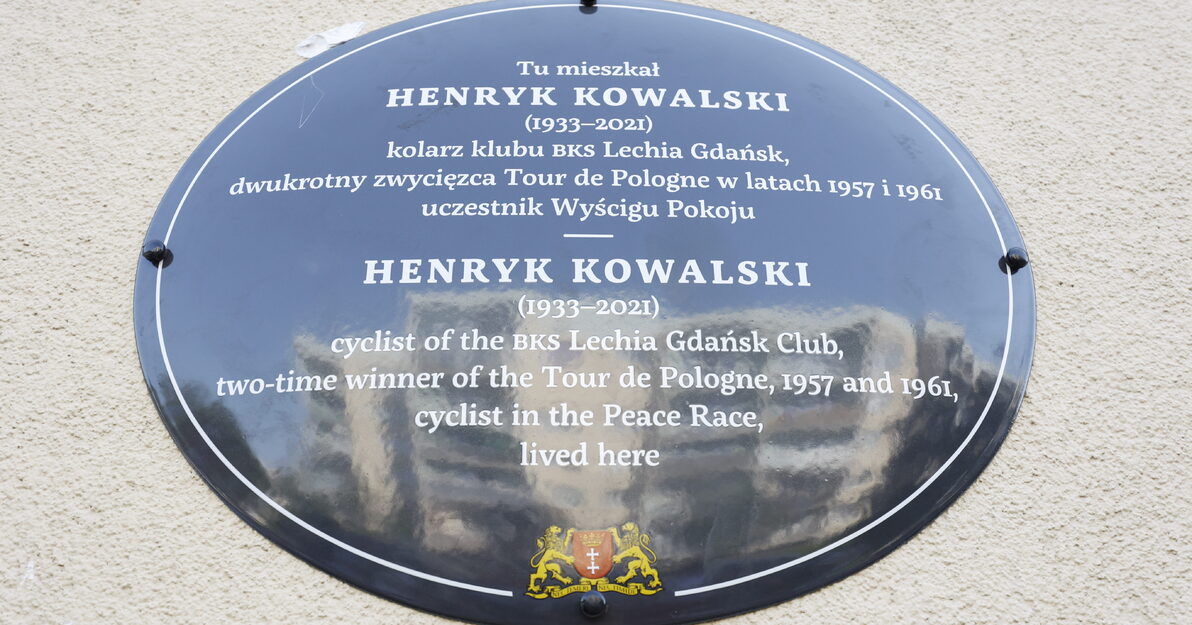 Tu mieszkał
HENRYK KOWALSKI
(1933–2021)
kolarz klubu BKS Lechia Gdańsk,
dwukrotny zwycięzca Tour de Pologne w latach 1957 i 1961
uczestnik Wyścigu Pokoju
HENRYK KOWALSKI
(1933–2021)
cyclist of the BKS Lechia Gdańsk Club,
two-time winner of the Tour de Pologne, 1957 and 1961,
cyclist in the Peace Race,
lived here